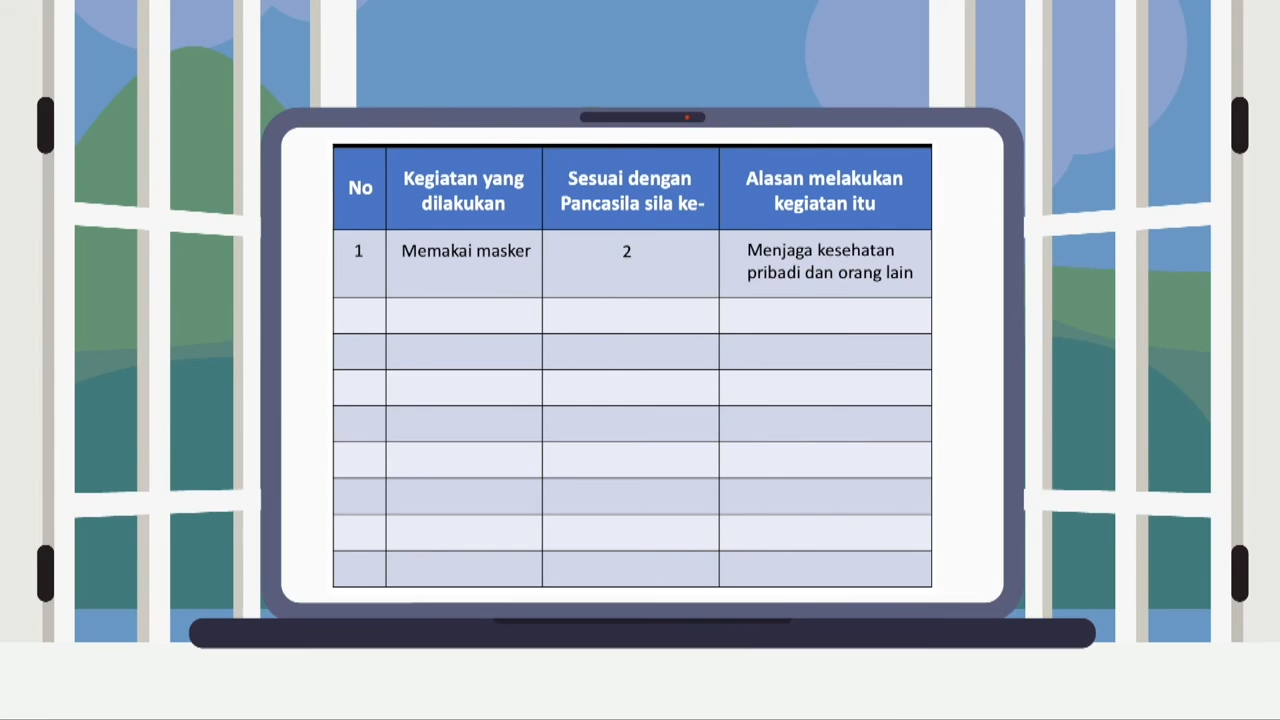 No
Kegiatan yang
dilakukan
Sesuai dengan
Pancasila sila ke-
Alasan melakukan
kegiatan itu
1
Memakai masker
2
Menjaga kesehatan
pribadi dan orang lain